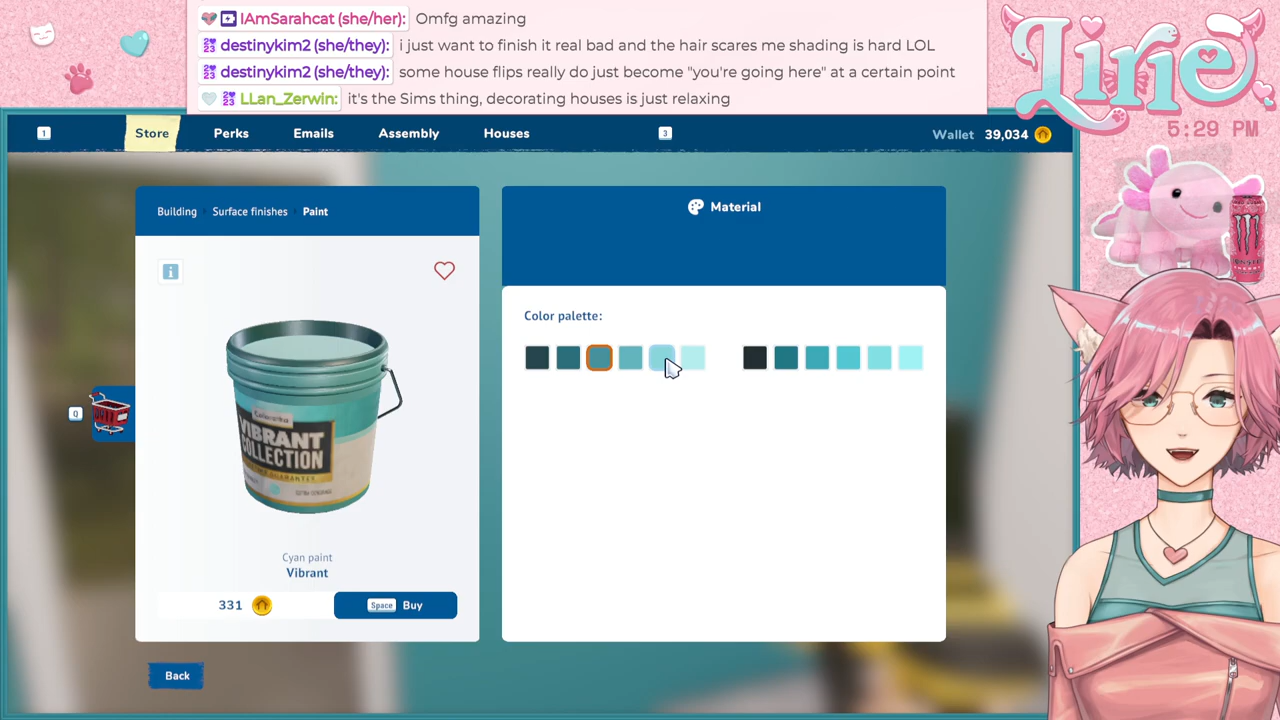 IAmSarahcat (she/her): Omfg amazing
destinykim2 (she/they): i just want to finish it real bad and the hair scares me shading is hard LOL
destinykim2 (she/they): some house flips really do just become "you're going here" at a certain point
LLan_Zerwin: it's the Sims thing, decorating houses is just relaxing
Lirie
5:29 PM
1 Store Perks Emails Assembly Houses 3 Wallet 39,034
Building Surface finishes Paint
Material
Color palette:
Q
VIBRANT
COLLECTION
Cyan paint
Vibrant
331
Space Buy
Back